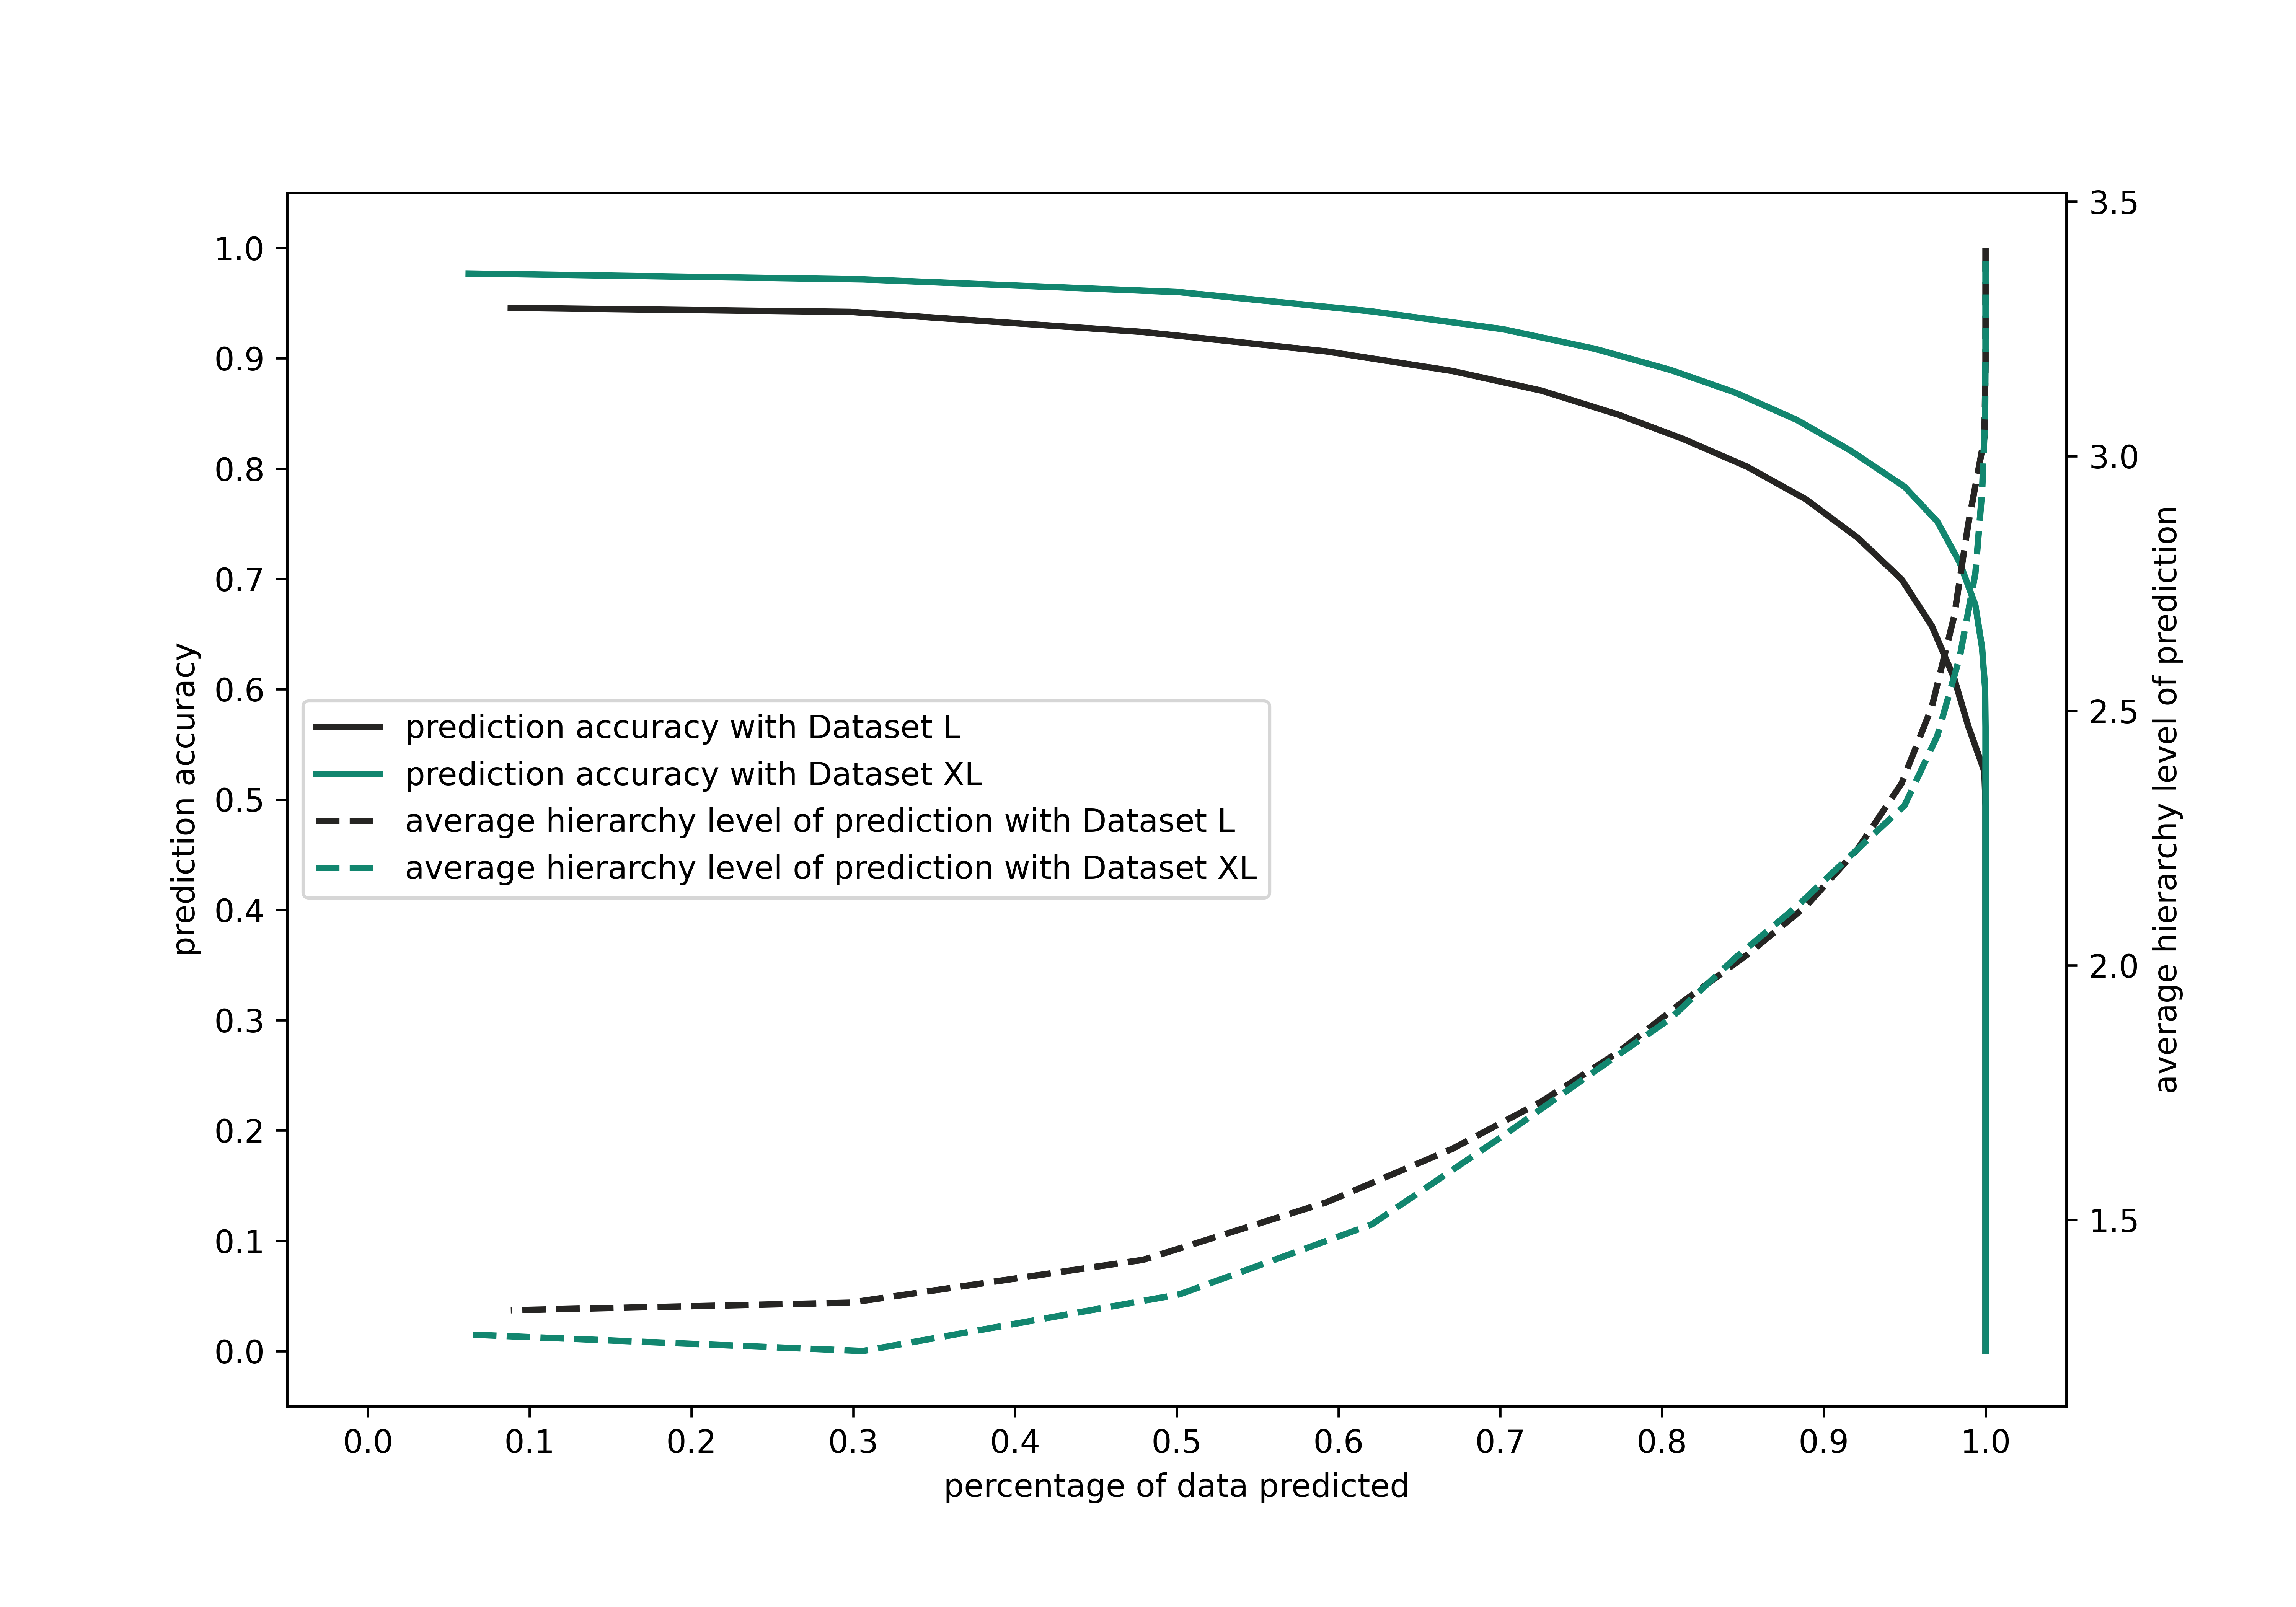 3.5
1.0
0.9
0.8
0.7
0.6
0.5
0.4
0.3
0.2
0.1
0.0
prediction accuracy
prediction accuracy with Dataset L
prediction accuracy with Dataset XL
average hierarchy level of prediction with Dataset L
average hierarchy level of prediction with Dataset XL
3.0
2.5
2.0
1.5
average hierarchy level of prediction
0.0 0.1 0.2 0.3 0.4 0.5 0.6 0.7 0.8 0.9 1.0
percentage of data predicted